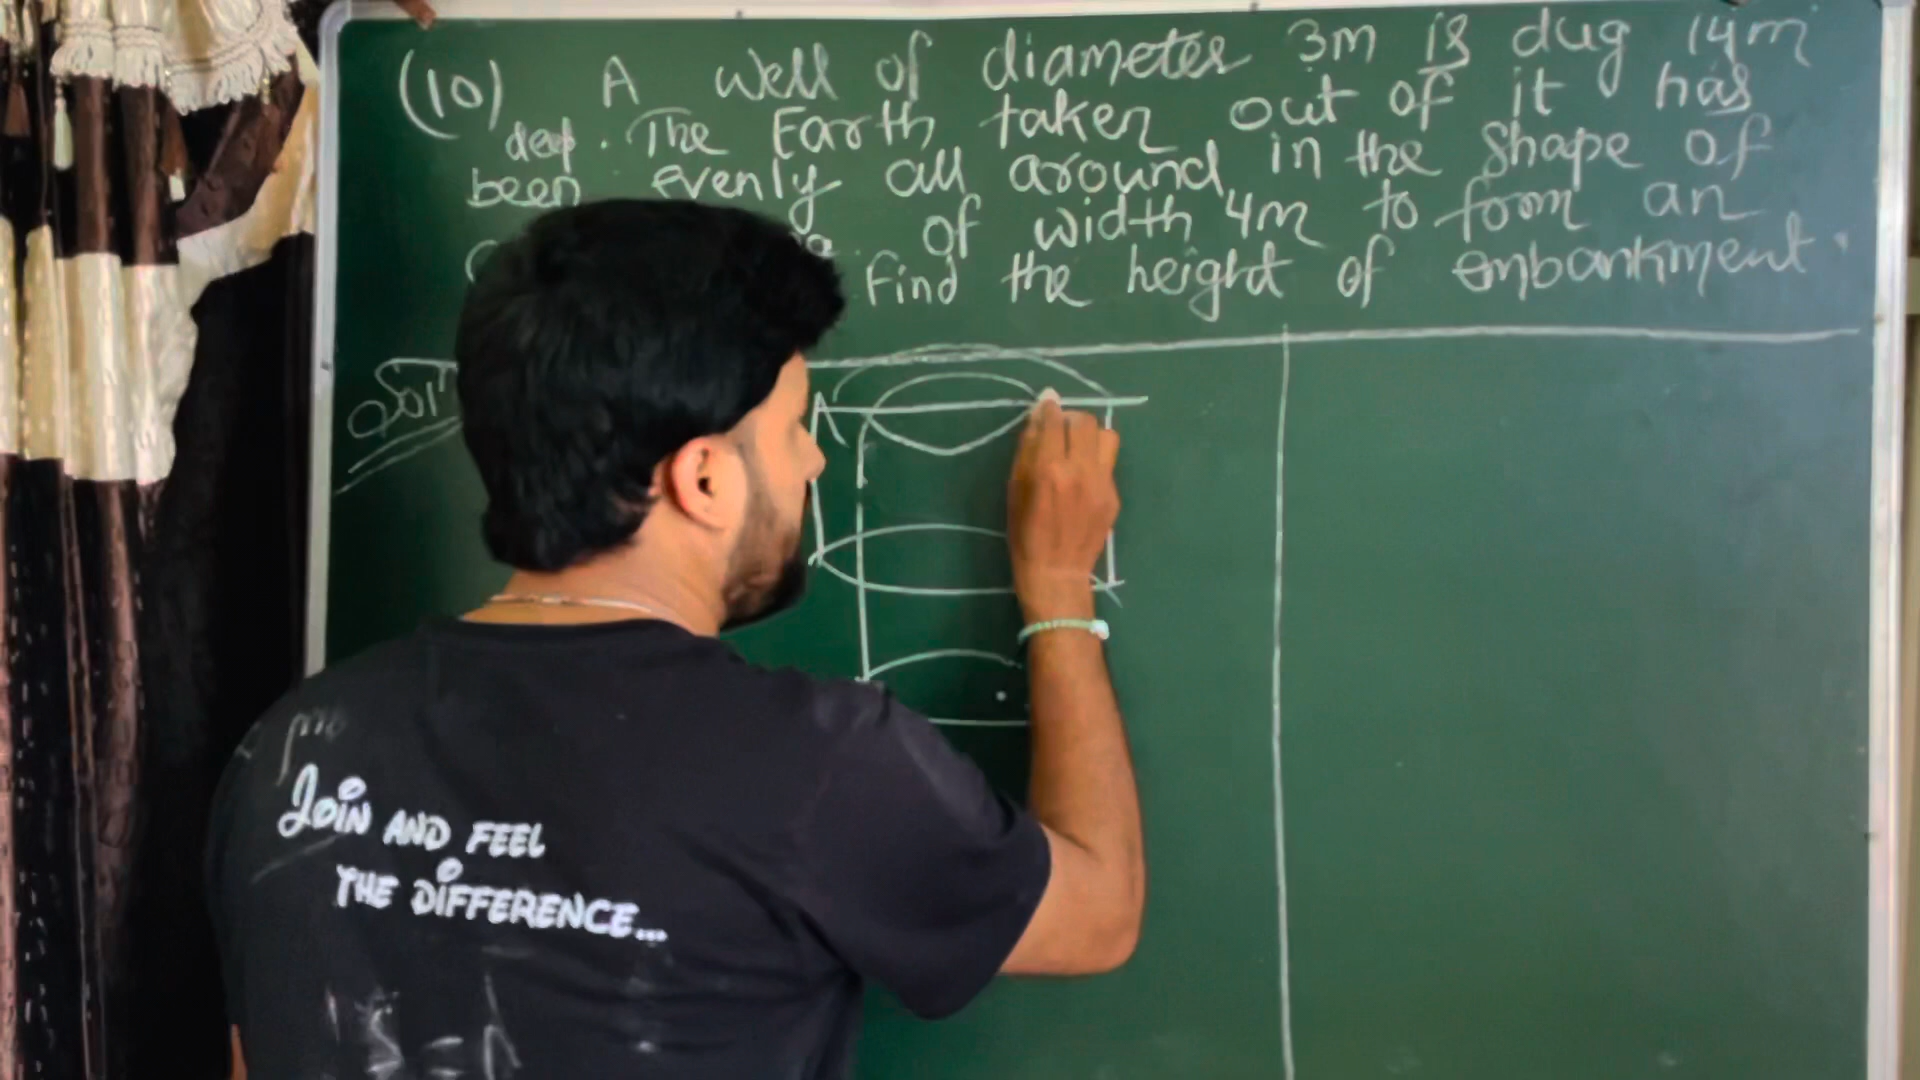 (10) A well of diameter 3m is dug 14m
deep. The Earth taken out of it has
been evenly all around in the shape of
of width 4m to form an
Find the height of embankment.
Soln
JOIN AND FEEL
THE DIFFERENCE...